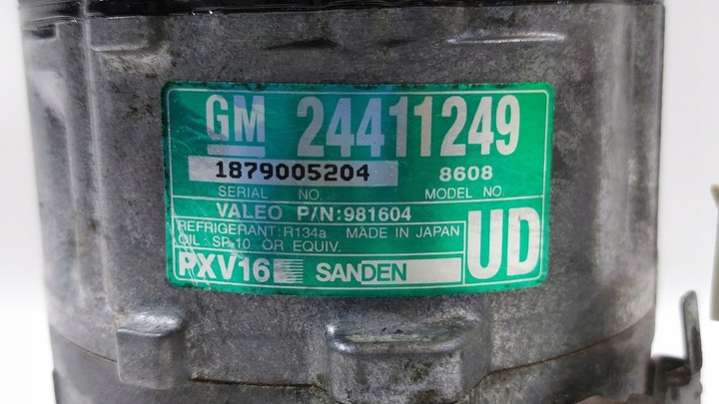 GM 24411249
1879005204 8608
SERIAL NO. MODEL NO
VALEO P/N:981604
REFRIGERANT:R134a MADE IN JAPAN
OIL: SP-10 OR EQUIV.
PXV16 SANDEN UD